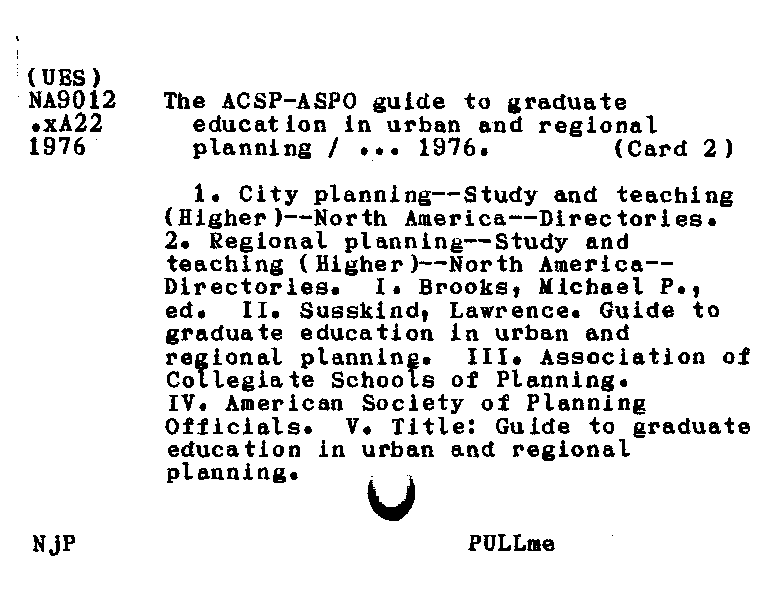 (UES)
NA9012 The ACSP-ASPO guide to graduate
.xA22 education in urban and regional
1976 planning / ... 1976. (Card 2)
1. City planning--Study and teaching
(Higher)--North America--Directories.
2. Regional planning--Study and
teaching (Higher)--North America--
Directories. I. Brooks, Michael P.,
ed. II. Susskind, Lawrence. Guide to
graduate education in urban and
regional planning. III. Association of
Collegiate Schools of Planning.
IV. American Society of Planning
Officials. V. Title: Guide to graduate
education in urban and regional
planning.
NjP PULLme